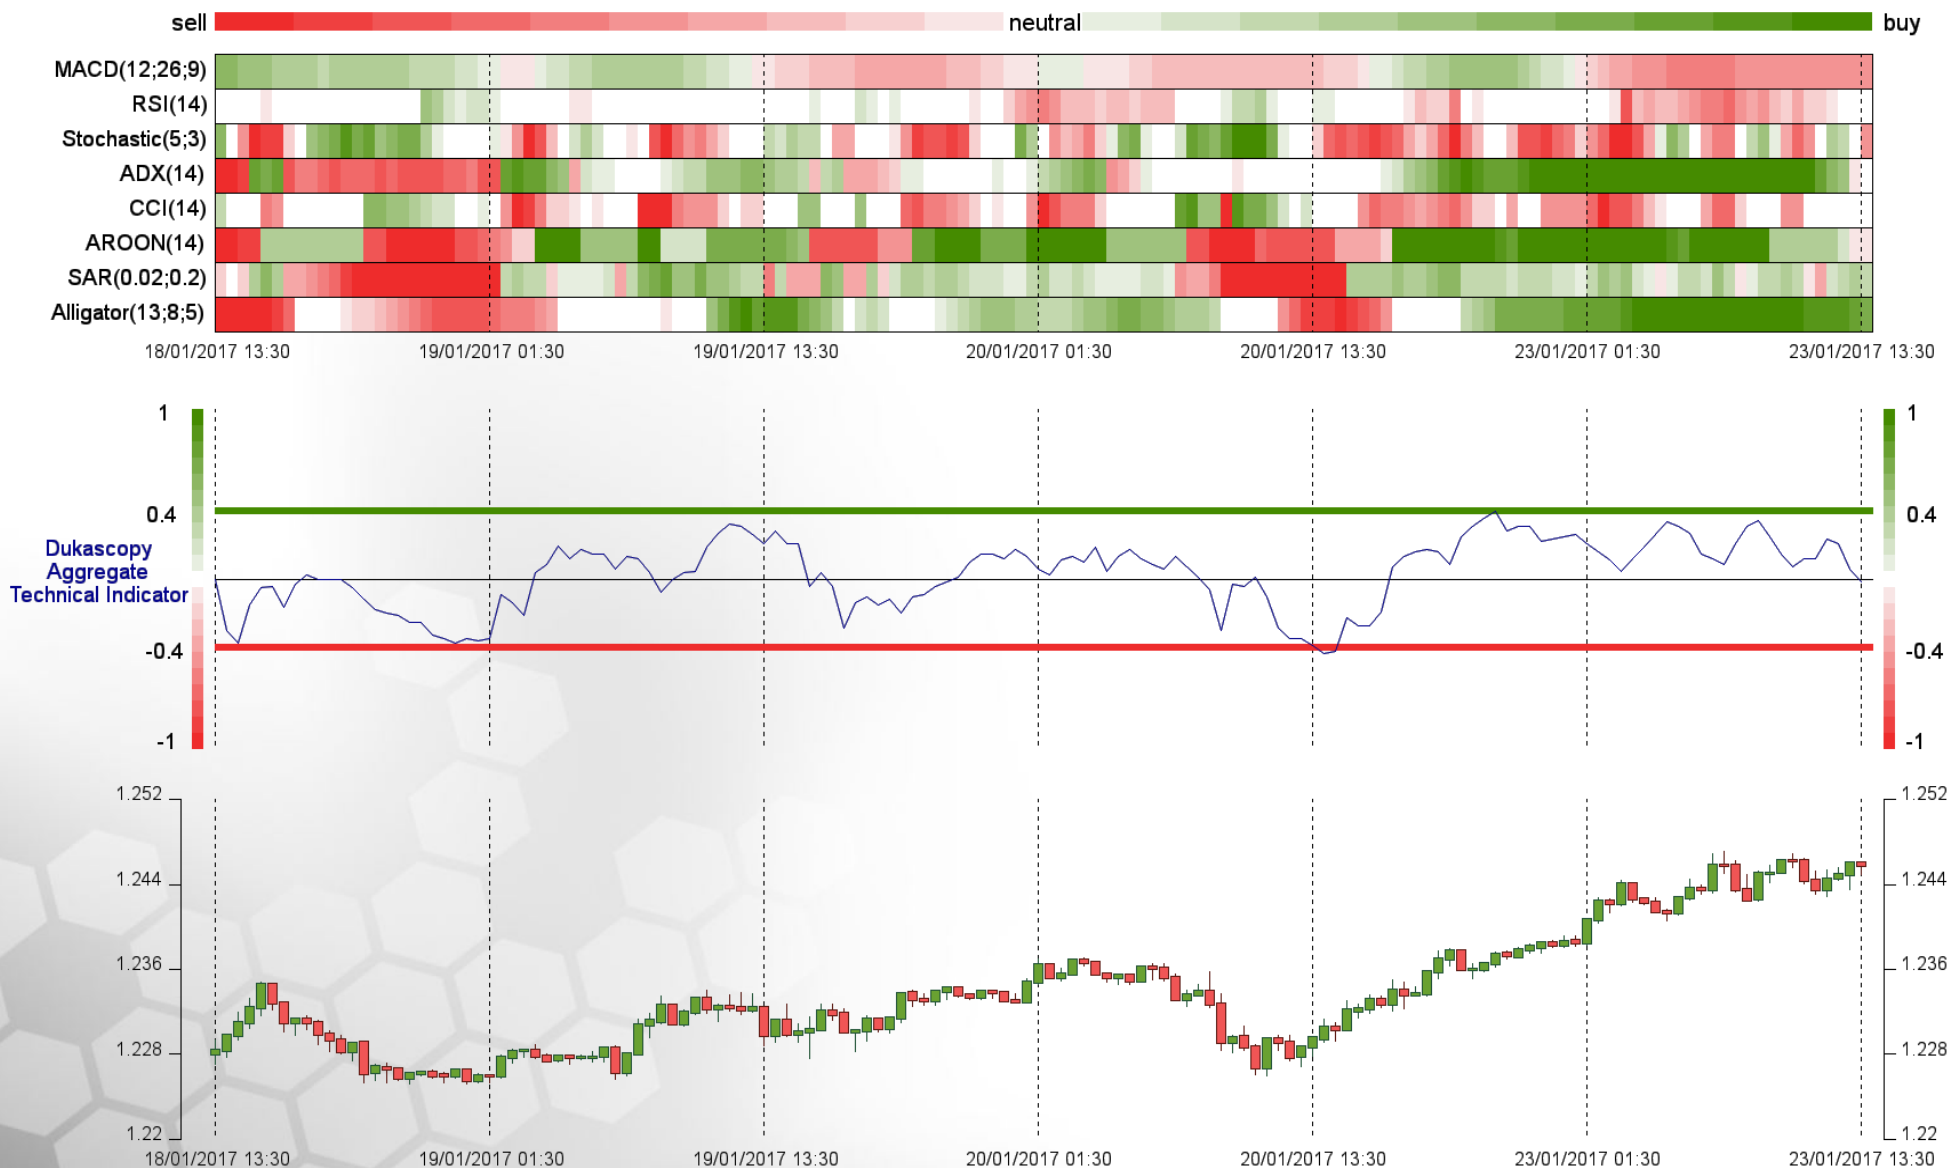 sell neutral buy
MACD(12;26;9)
RSI(14)
Stochastic(5;3)
ADX(14)
CCI(14)
AROON(14)
SAR(0.02;0.2)
Alligator(13;8;5)
18/01/2017 13:30 19/01/2017 01:30 19/01/2017 13:30 20/01/2017 01:30 20/01/2017 13:30 23/01/2017 01:30 23/01/2017 13:30
1 1
0.4 0.4
Dukascopy
Aggregate
Technical Indicator
-0.4 -0.4
-1 -1
1.252 1.252
1.244 1.244
1.236 1.236
1.228 1.228
1.22 1.22
18/01/2017 13:30 19/01/2017 01:30 19/01/2017 13:30 20/01/2017 01:30 20/01/2017 13:30 23/01/2017 01:30 23/01/2017 13:30